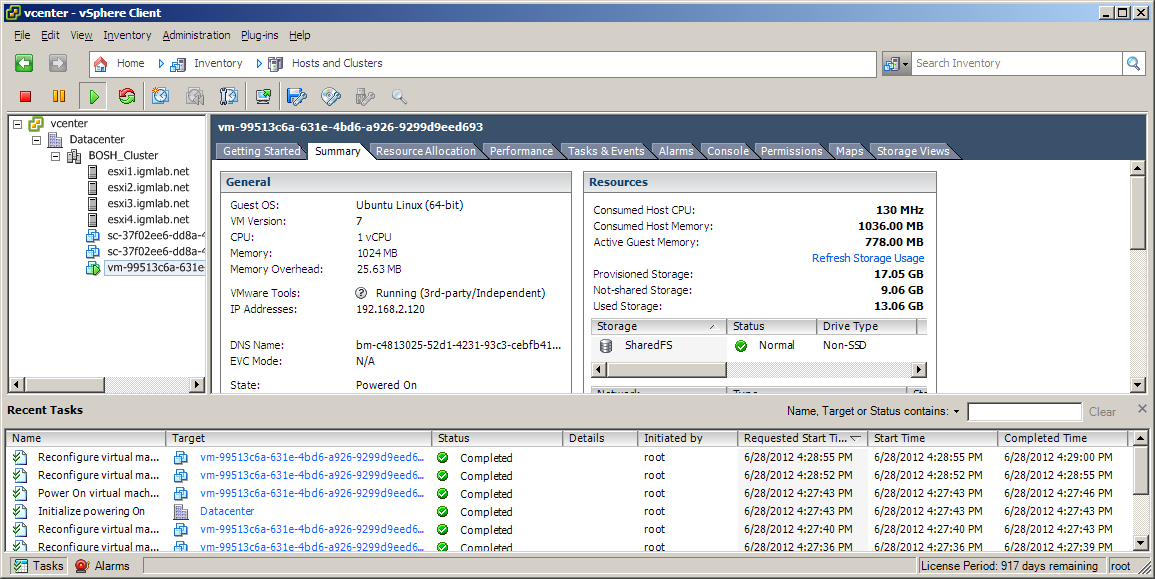 vcenter - vSphere Client
File Edit View Inventory Administration Plug-ins Help
Home Inventory Hosts and Clusters Search Inventory
vcenter
Datacenter
BOSH_Cluster
esxi1.igmlab.net
esxi2.igmlab.net
esxi3.igmlab.net
esxi4.igmlab.net
sc-37f02ee6-dd8a-4
sc-37f02ee6-dd8a-4
vm-99513c6a-631e
vm-99513c6a-631e-4bd6-a926-9299d9eed693
Getting Started Summary Resource Allocation Performance Tasks & Events Alarms Console Permissions Maps Storage Views
General
Guest OS: Ubuntu Linux (64-bit)
VM Version: 7
CPU: 1 vCPU
Memory: 1024 MB
Memory Overhead: 25.63 MB
VMware Tools: Running (3rd-party/Independent)
IP Addresses: 192.168.2.120
DNS Name: bm-c4813025-52d1-4231-93c3-cebfb41...
EVC Mode: N/A
State: Powered On
Resources
Consumed Host CPU: 130 MHz
Consumed Host Memory: 1036.00 MB
Active Guest Memory: 778.00 MB
Refresh Storage Usage
Provisioned Storage: 17.05 GB
Not-shared Storage: 9.06 GB
Used Storage: 13.06 GB
Storage Status Drive Type
SharedFS Normal Non-SSD
Network Type
Recent Tasks Name, Target or Status contains: Clear
Name Target Status Details Initiated by Requested Start Ti... Start Time Completed Time
Reconfigure virtual ma... vm-99513c6a-631e-4bd6-a926-9299d9eed6... Completed root 6/28/2012 4:28:55 PM 6/28/2012 4:28:55 PM 6/28/2012 4:29:00 PM
Reconfigure virtual ma... vm-99513c6a-631e-4bd6-a926-9299d9eed6... Completed root 6/28/2012 4:28:52 PM 6/28/2012 4:28:52 PM 6/28/2012 4:28:55 PM
Power On virtual mach... vm-99513c6a-631e-4bd6-a926-9299d9eed6... Completed root 6/28/2012 4:27:43 PM 6/28/2012 4:27:43 PM 6/28/2012 4:27:46 PM
Initialize powering On Datacenter Completed root 6/28/2012 4:27:43 PM 6/28/2012 4:27:43 PM 6/28/2012 4:27:43 PM
Reconfigure virtual ma... vm-99513c6a-631e-4bd6-a926-9299d9eed6... Completed root 6/28/2012 4:27:40 PM 6/28/2012 4:27:40 PM 6/28/2012 4:27:43 PM
Reconfigure virtual ma... vm-99513c6a-631e-4bd6-a926-9299d9eed6... Completed root 6/28/2012 4:27:36 PM 6/28/2012 4:27:36 PM 6/28/2012 4:27:39 PM
Tasks Alarms License Period: 917 days remaining root